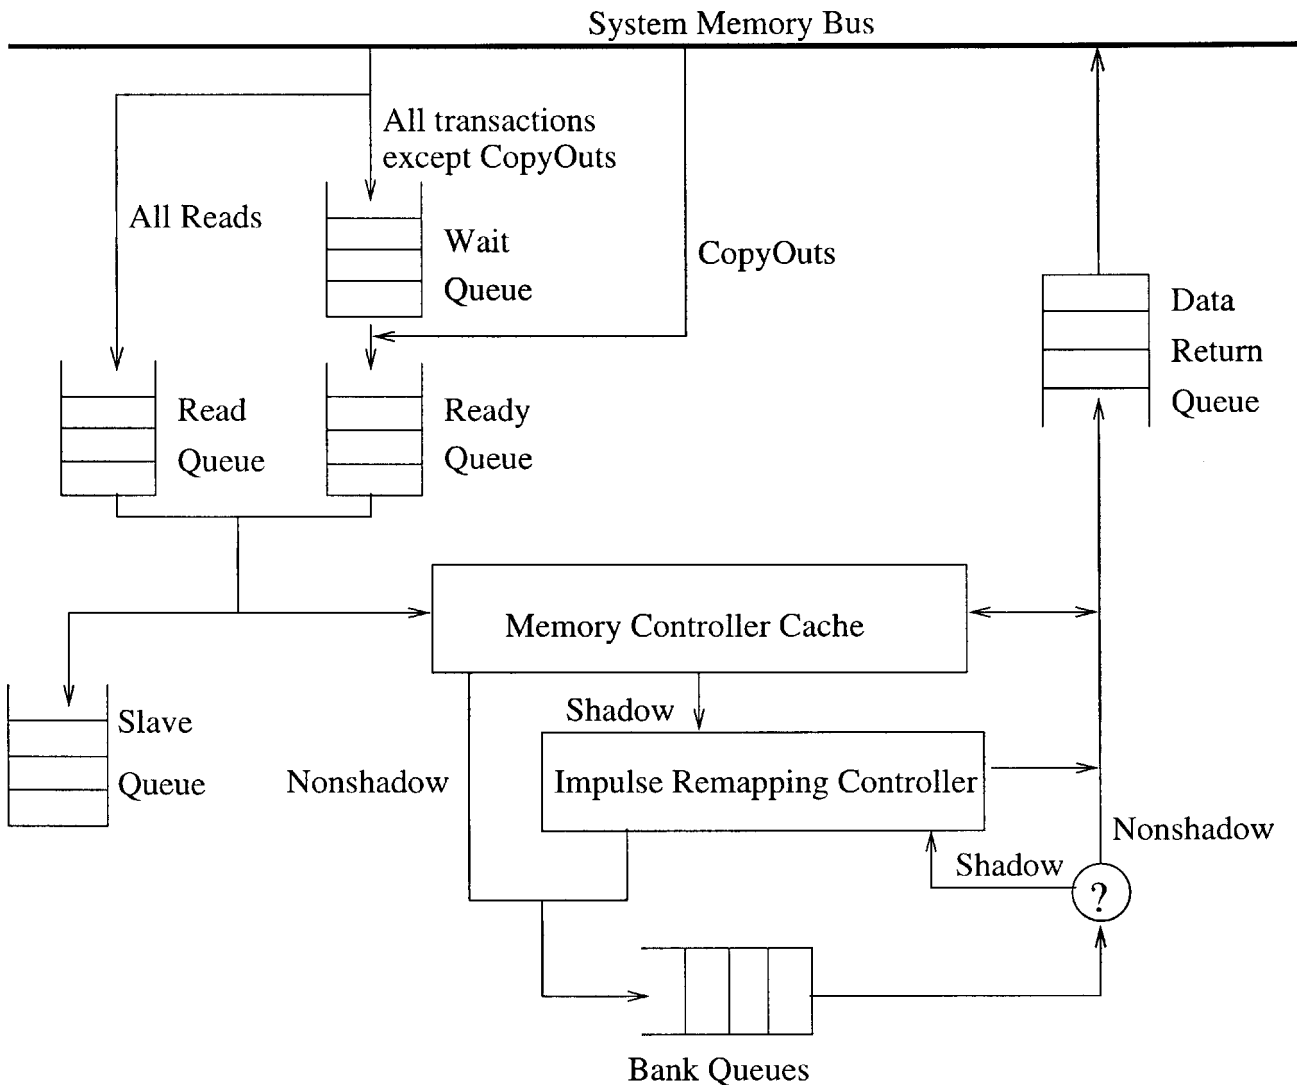 System Memory Bus
All transactions
except CopyOuts
All Reads
Wait
Queue
CopyOuts
Data
Return
Queue
Read
Queue
Ready
Queue
Memory Controller Cache
Shadow
Slave
Queue
Nonshadow
Impulse Remapping Controller
Nonshadow
Shadow
?
Bank Queues